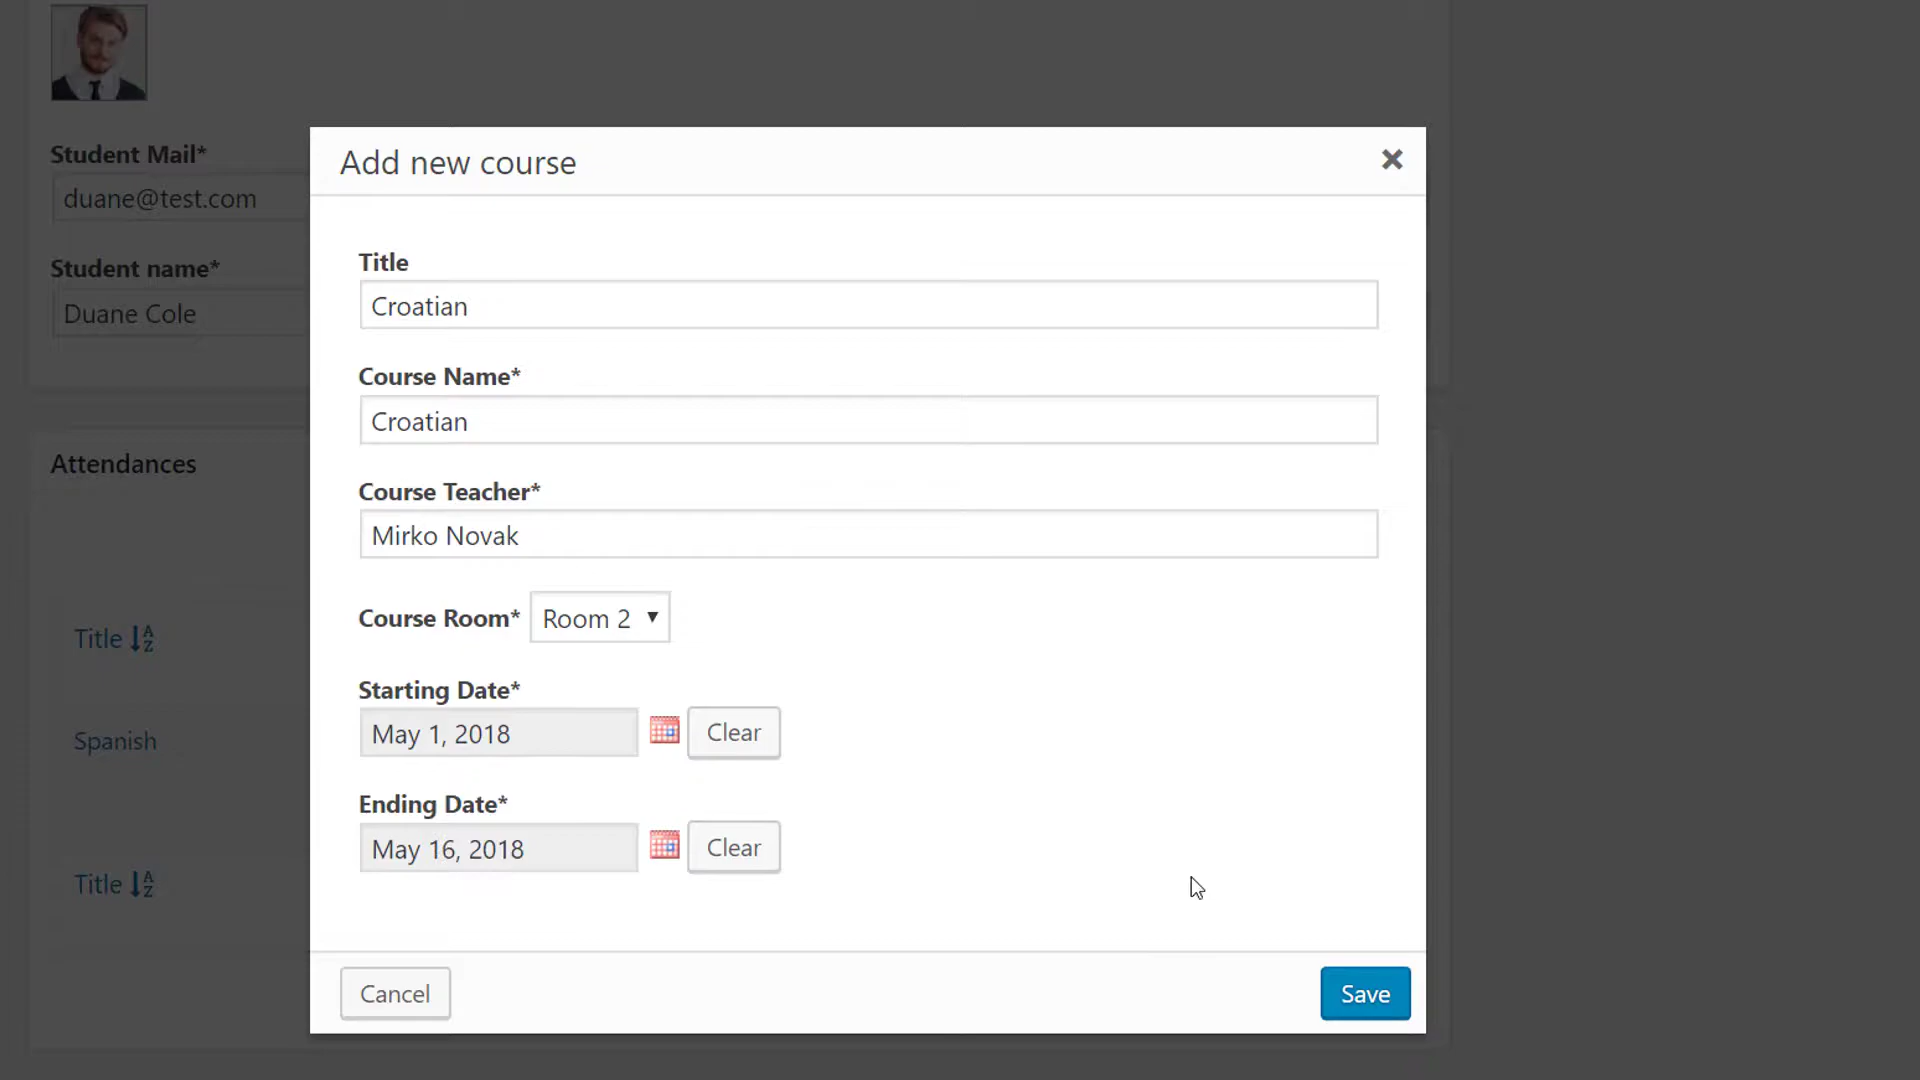 Student Mail*
duane@test.com
Student name*
Duane Cole
Attendances
Title
Spanish
Title
Add new course
Title
Croatian
Course Name*
Croatian
Course Teacher*
Mirko Novak
Course Room* Room 2
Starting Date*
May 1, 2018 Clear
Ending Date*
May 16, 2018 Clear
Cancel Save